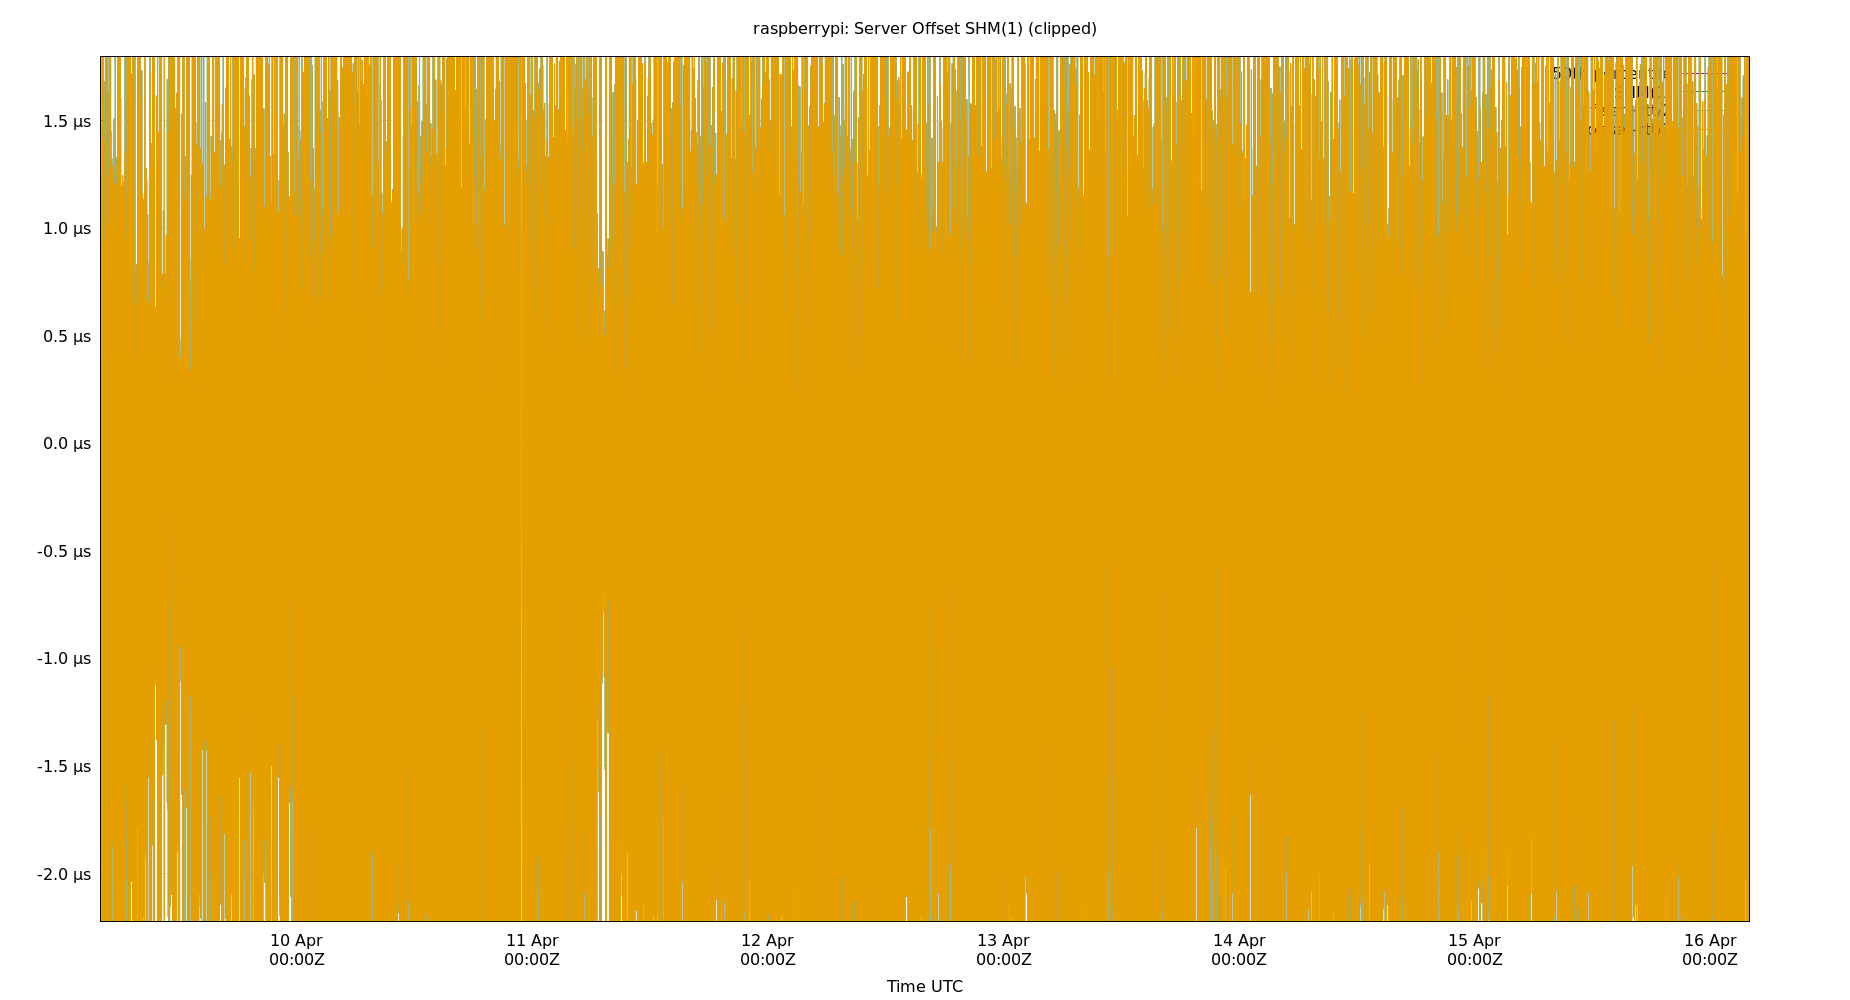 raspberrypi: Server Offset SHM(1) (clipped)
1.5 µs
1.0 µs
0.5 µs
0.0 µs
-0.5 µs
-1.0 µs
-1.5 µs
-2.0 µs
10 Apr 11 Apr 12 Apr 13 Apr 14 Apr 15 Apr 16 Apr
00:00Z 00:00Z 00:00Z 00:00Z 00:00Z 00:00Z 00:00Z
Time UTC